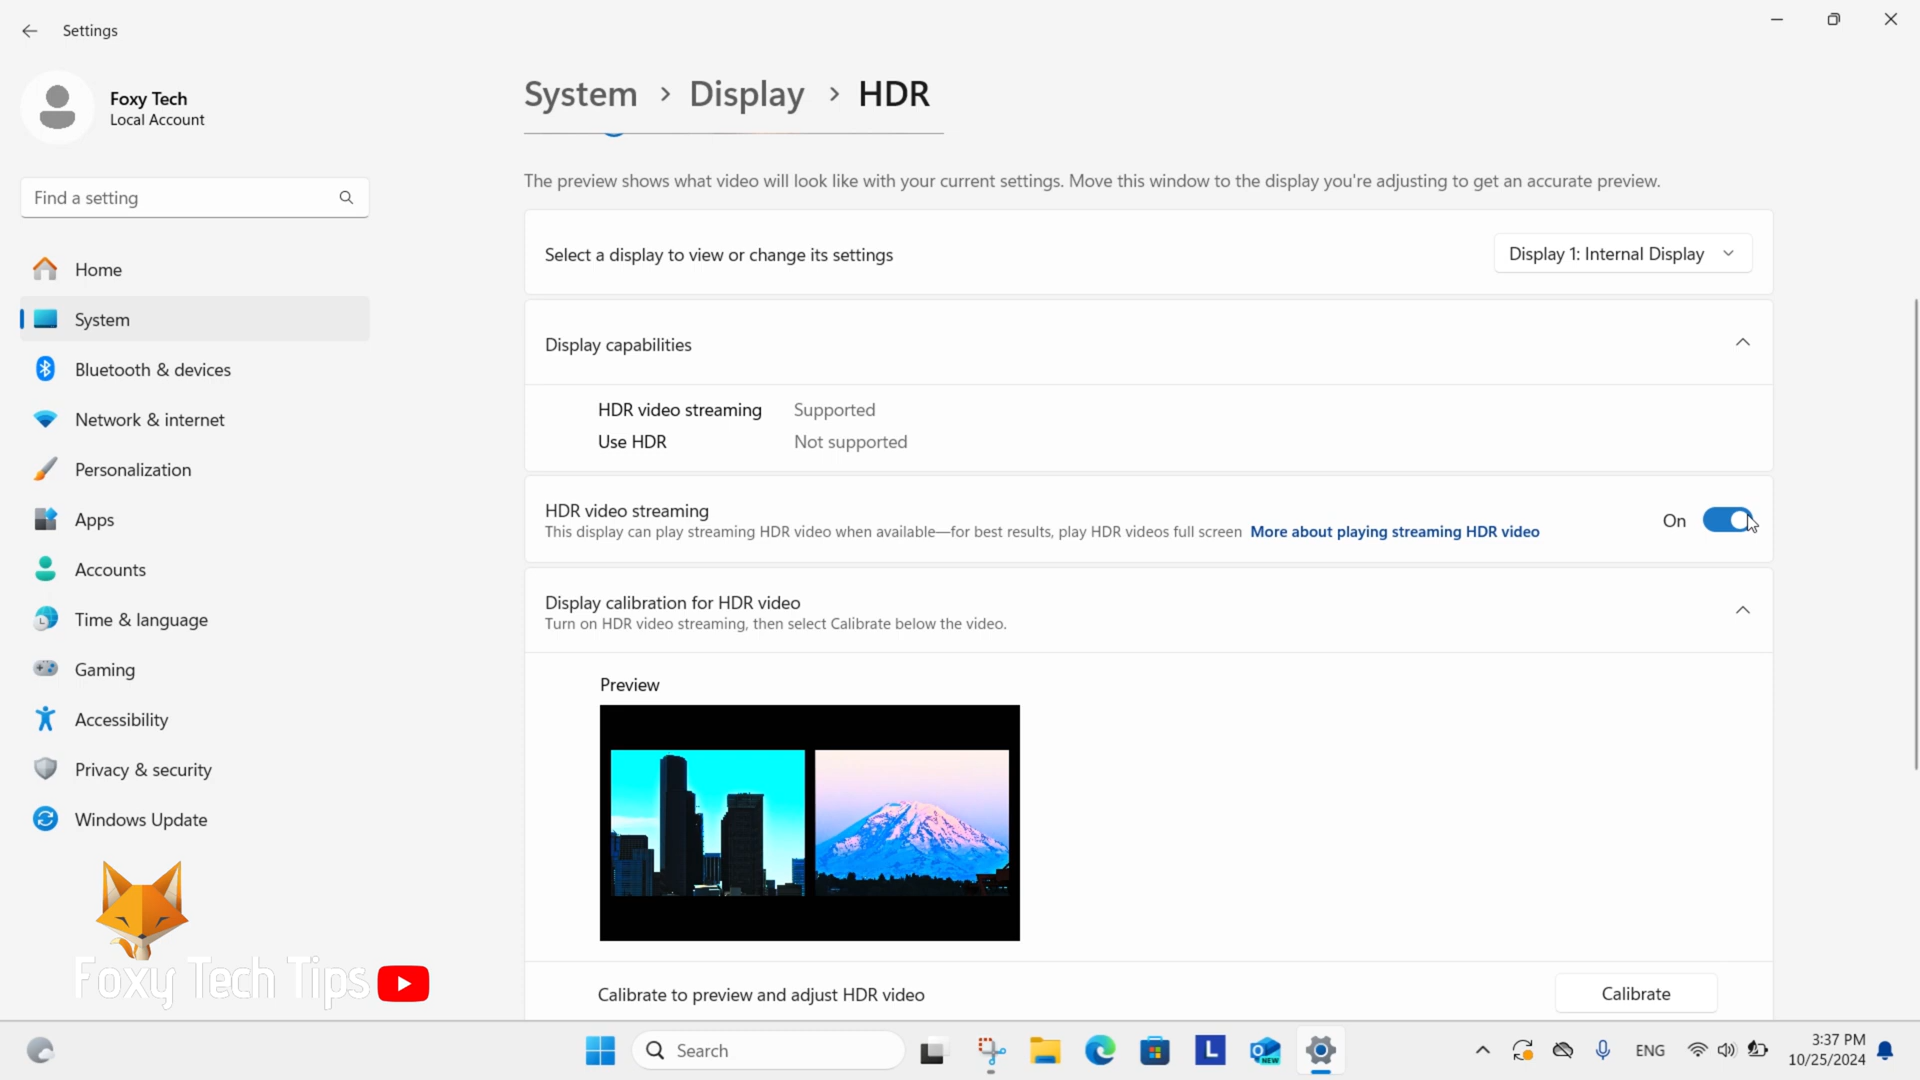 Settings
Foxy Tech
Local Account
Find a setting
Home
System
Bluetooth & devices
Network & internet
Personalization
Apps
Accounts
Time & language
Gaming
Accessibility
Privacy & security
Windows Update
Foxy Tech Tips
System > Display > HDR
The preview shows what video will look like with your current settings. Move this window to the display you're adjusting to get an accurate preview.
Select a display to view or change its settings
Display 1: Internal Display
Display capabilities
HDR video streaming Supported
Use HDR Not supported
HDR video streaming
This display can play streaming HDR video when available—for best results, play HDR videos full screen More about playing streaming HDR video
On
Display calibration for HDR video
Turn on HDR video streaming, then select Calibrate below the video.
Preview
Calibrate to preview and adjust HDR video
Calibrate
Search
L
NEW
ENG
3:37 PM
10/25/2024